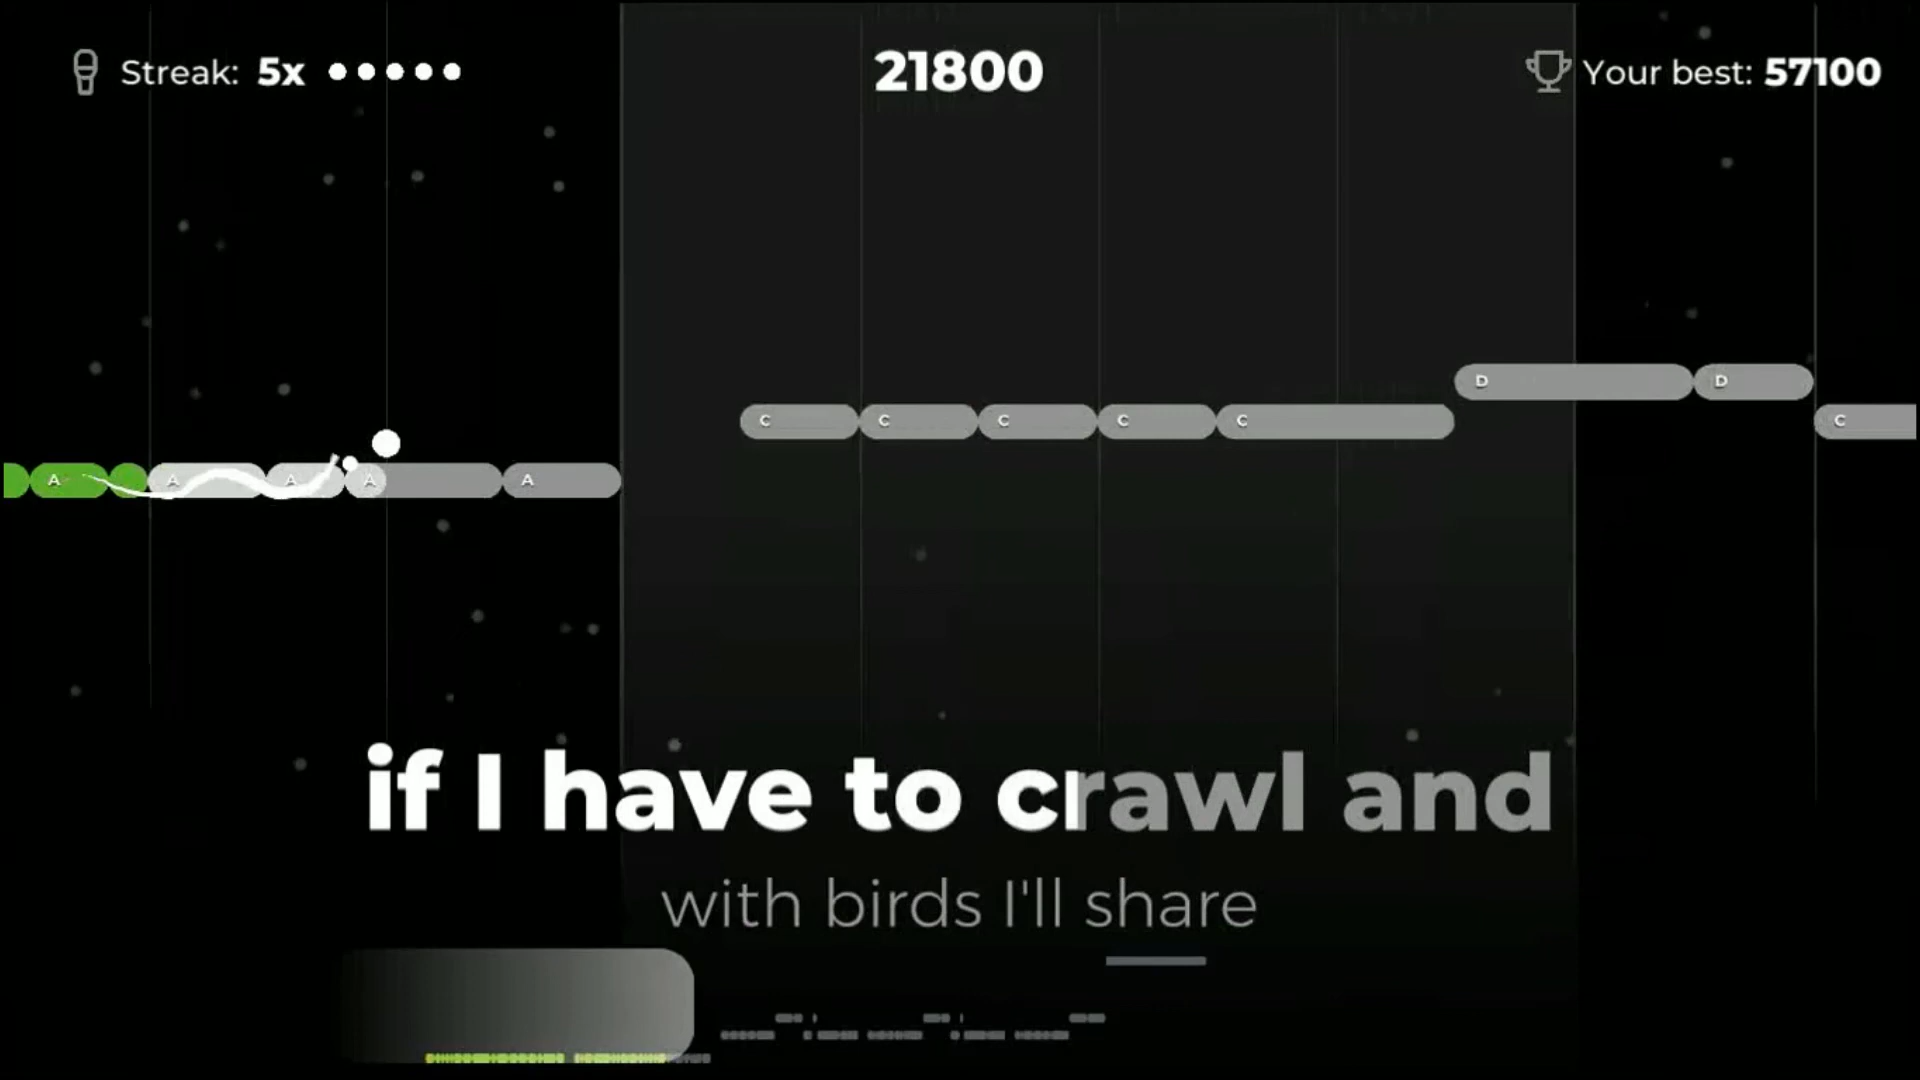 Streak: 5x
21800
Your best: 57100
D D
C C C C C C
A A A A A
if I have to crawl and
with birds I'll share